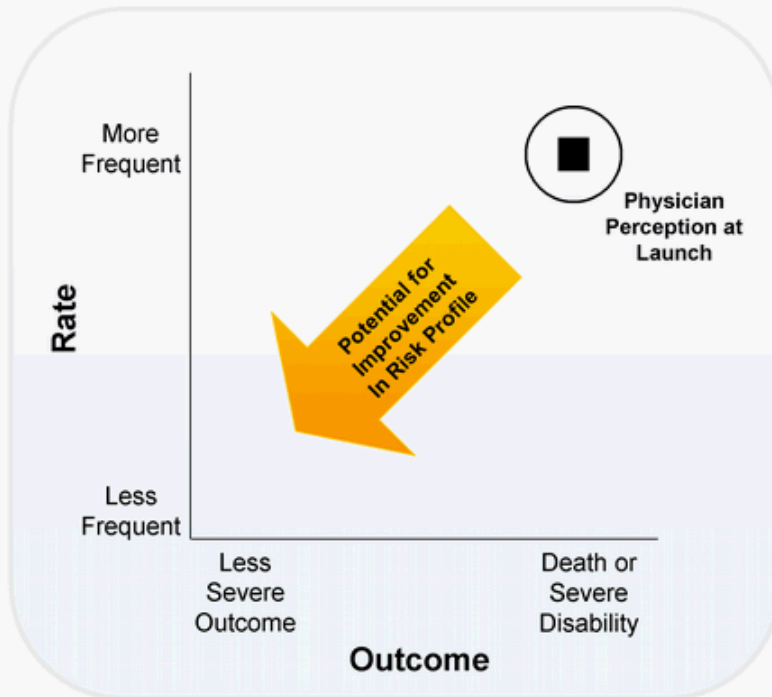 More
Frequent
Physician
Perception at
Launch
Potential for
Improvement
In Risk Profile
Rate
Less
Frequent
Less
Severe
Outcome
Death or
Severe
Disability
Outcome